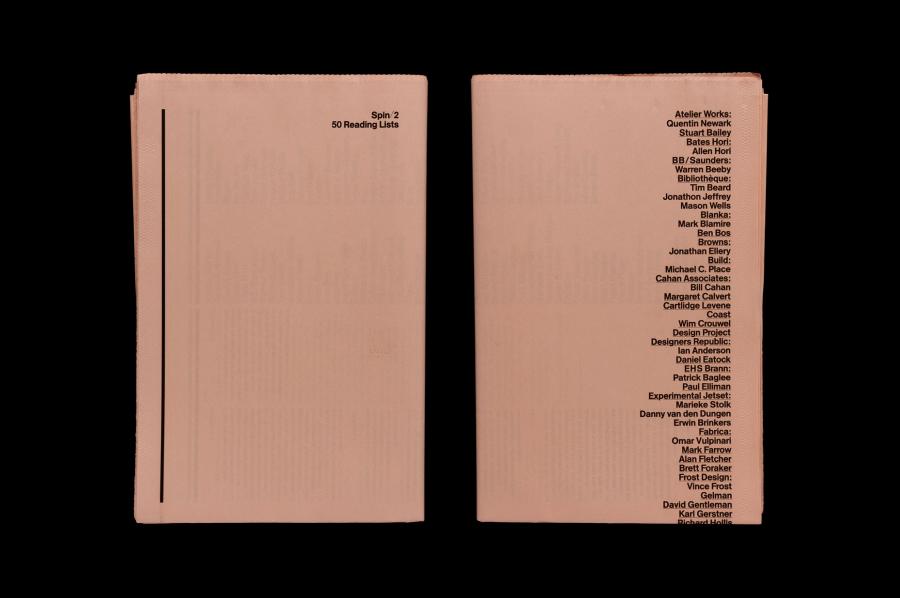 Spin/2
50 Reading Lists
Atelier Works:
Quentin Newark
Stuart Bailey
Bates Hori:
Allen Hori
BB/Saunders:
Warren Beeby
Bibliothèque:
Tim Beard
Jonathon Jeffrey
Mason Wells
Blanka:
Mark Blamire
Ben Bos
Browns:
Jonathan Ellery
Build:
Michael C. Place
Cahan Associates:
Bill Cahan
Margaret Calvert
Cartlidge Levene
Coast
Wim Crouwel
Design Project
Designers Republic:
Ian Anderson
Daniel Eatock
EHS Brann:
Patrick Baglee
Paul Elliman
Experimental Jetset:
Marieke Stolk
Danny van den Dungen
Erwin Brinkers
Fabrica:
Omar Vulpinari
Mark Farrow
Alan Fletcher
Brett Foraker
Frost Design:
Vince Frost
Gelman
David Gentleman
Karl Gerstner
Richard Hollis